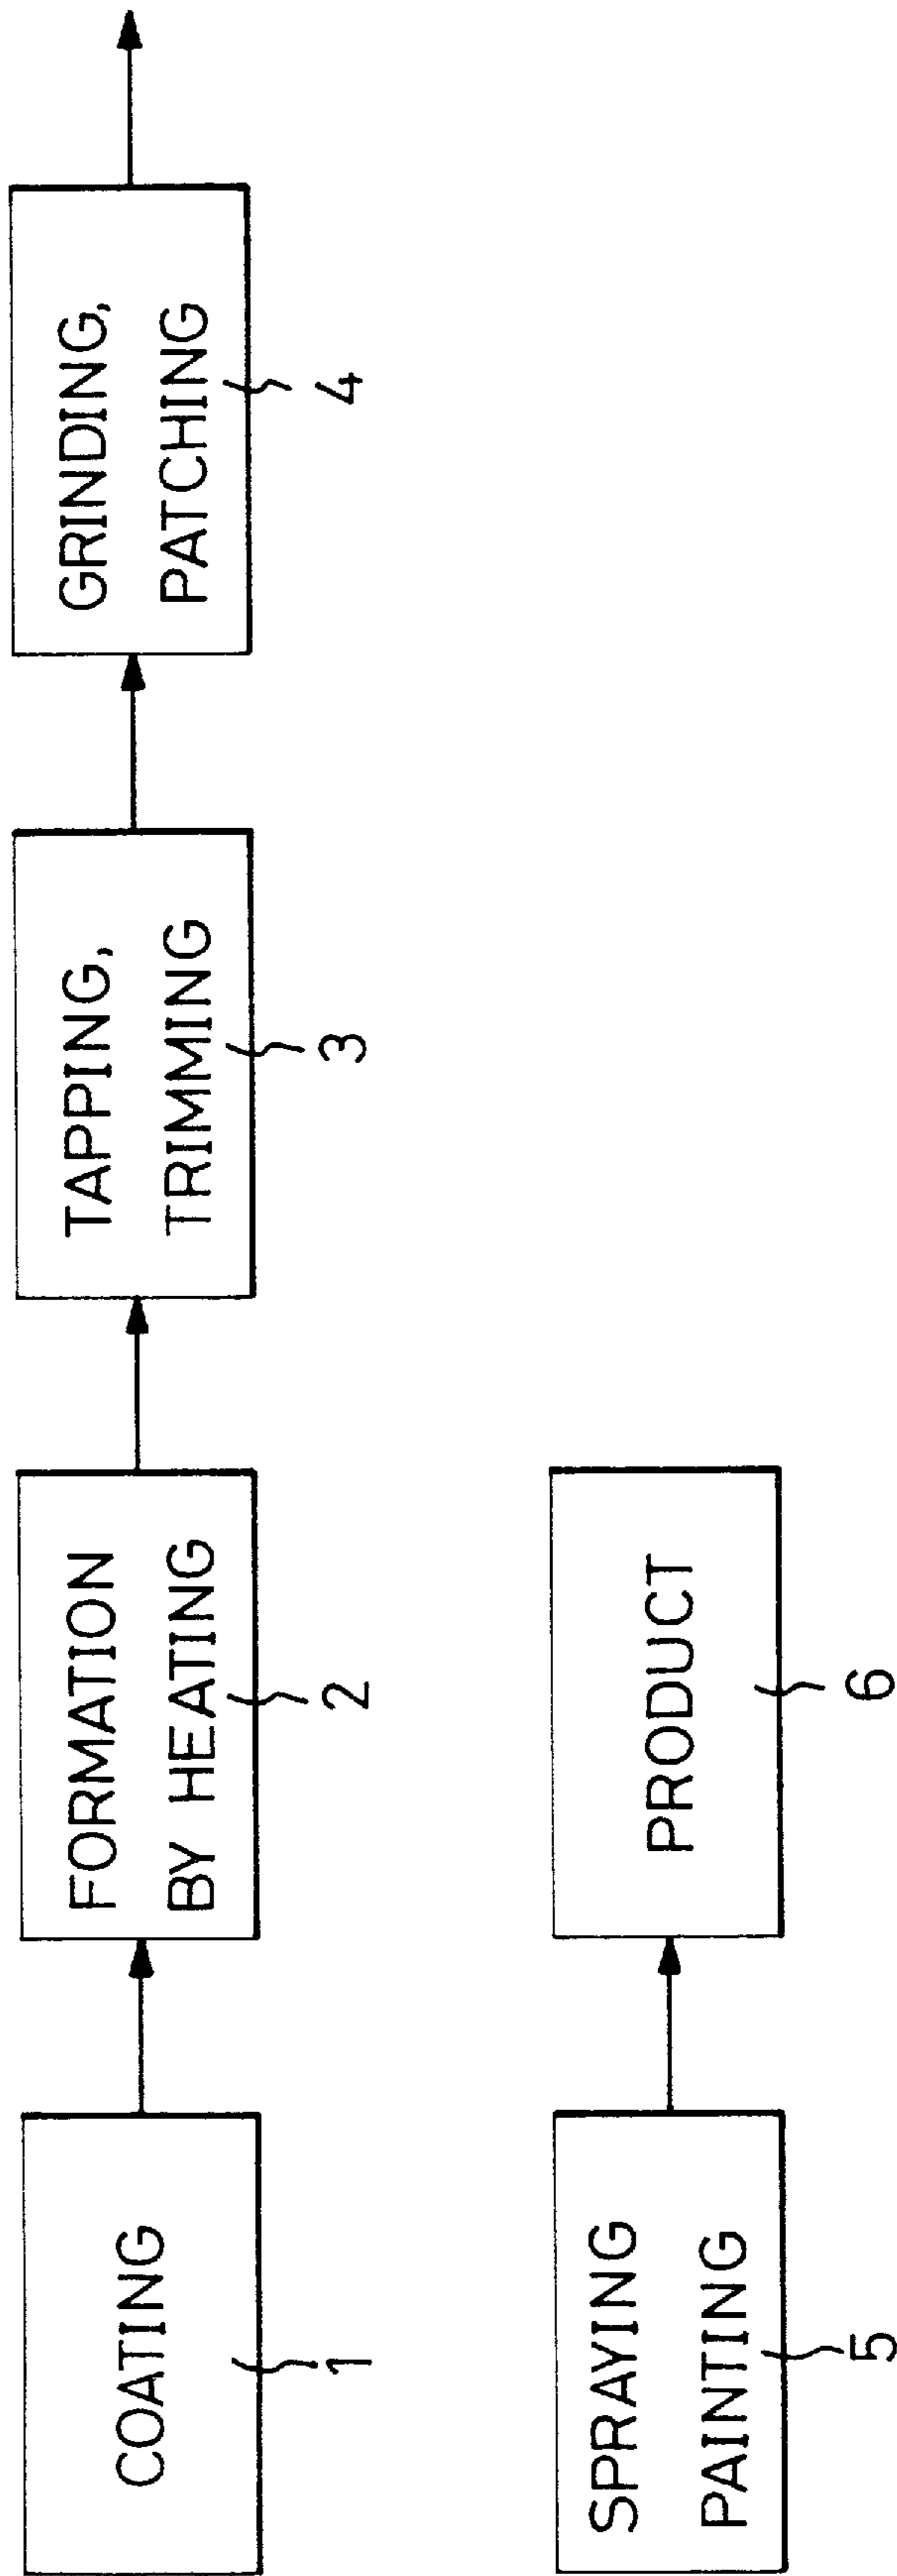 COATING
1
FORMATION
BY HEATING
2
TAPPING,
TRIMMING
3
GRINDING,
PATCHING
4
SPRAYING
PAINTING
5
PRODUCT
6